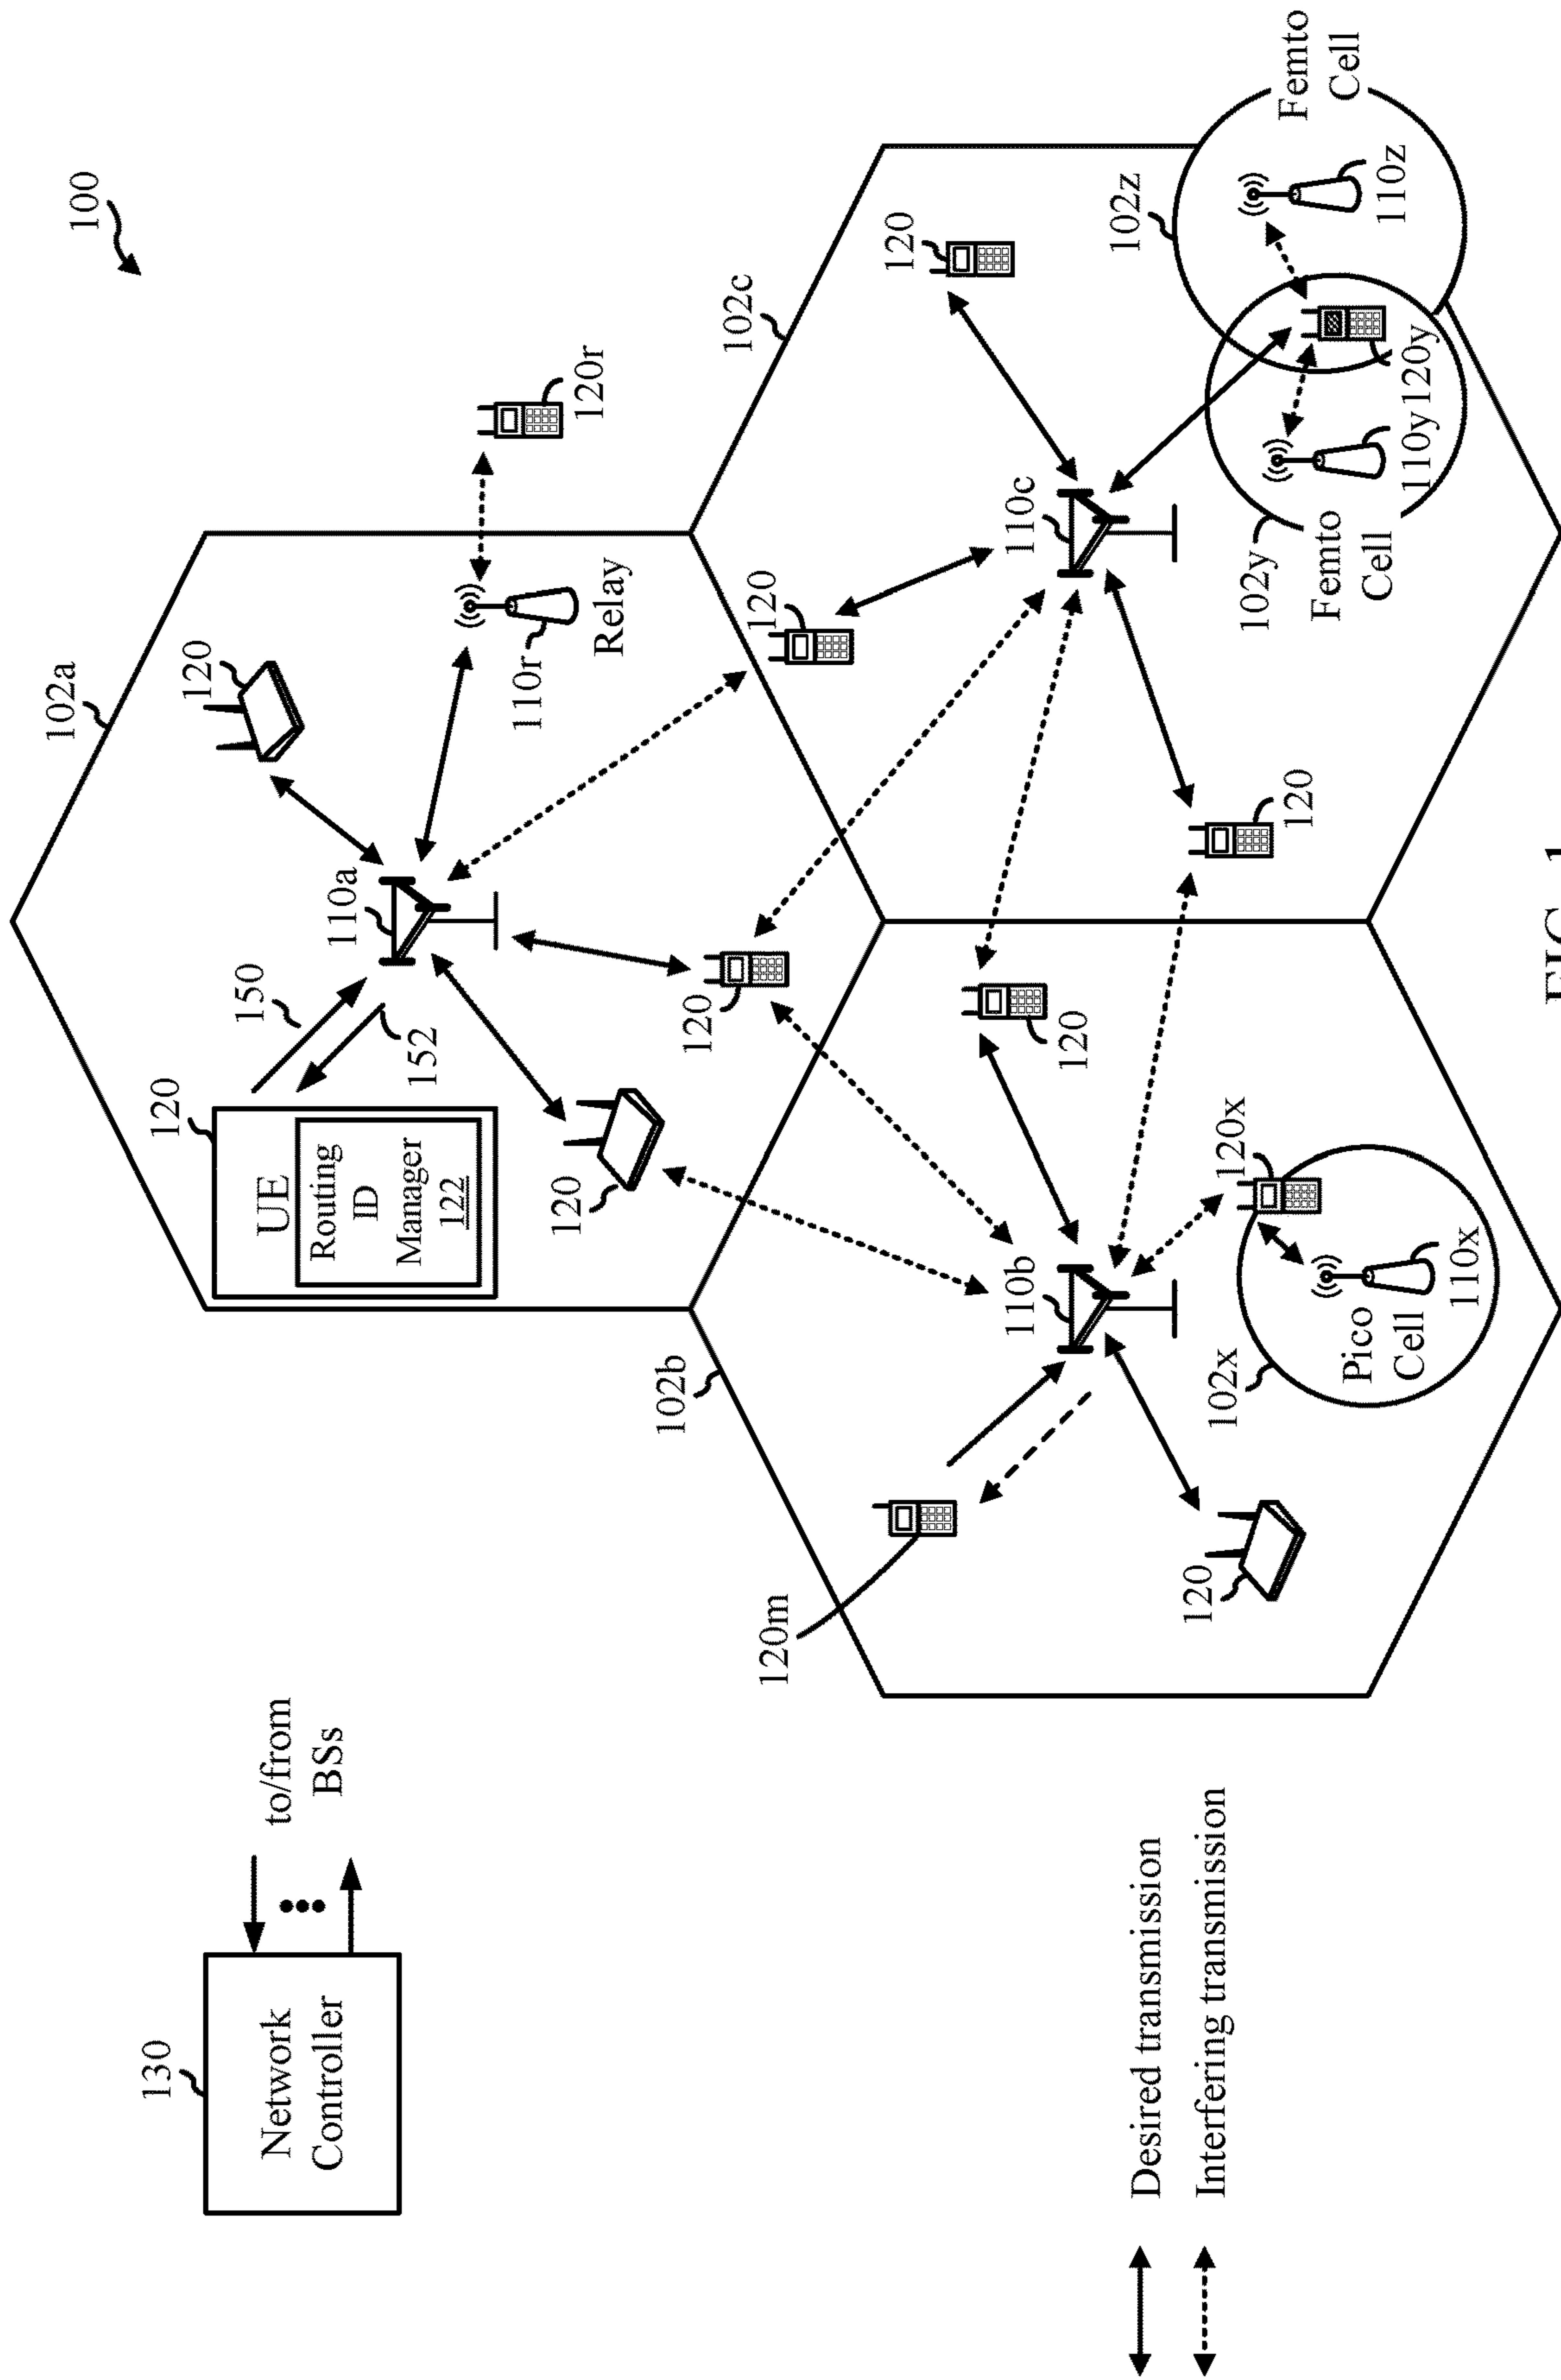 100
130
Network
Controller
to/from
BSs
102a
120
UE
Routing
ID
Manager
122
150
152
110a
120
120
120
110r
Relay
120r
102b
120m
110b
120
120
102x
Pico
Cell
110x
120x
102c
120
110c
120
120
102y
Femto
Cell
110y
120y
102z
110z
Femto
Cell
Desired transmission
Interfering transmission